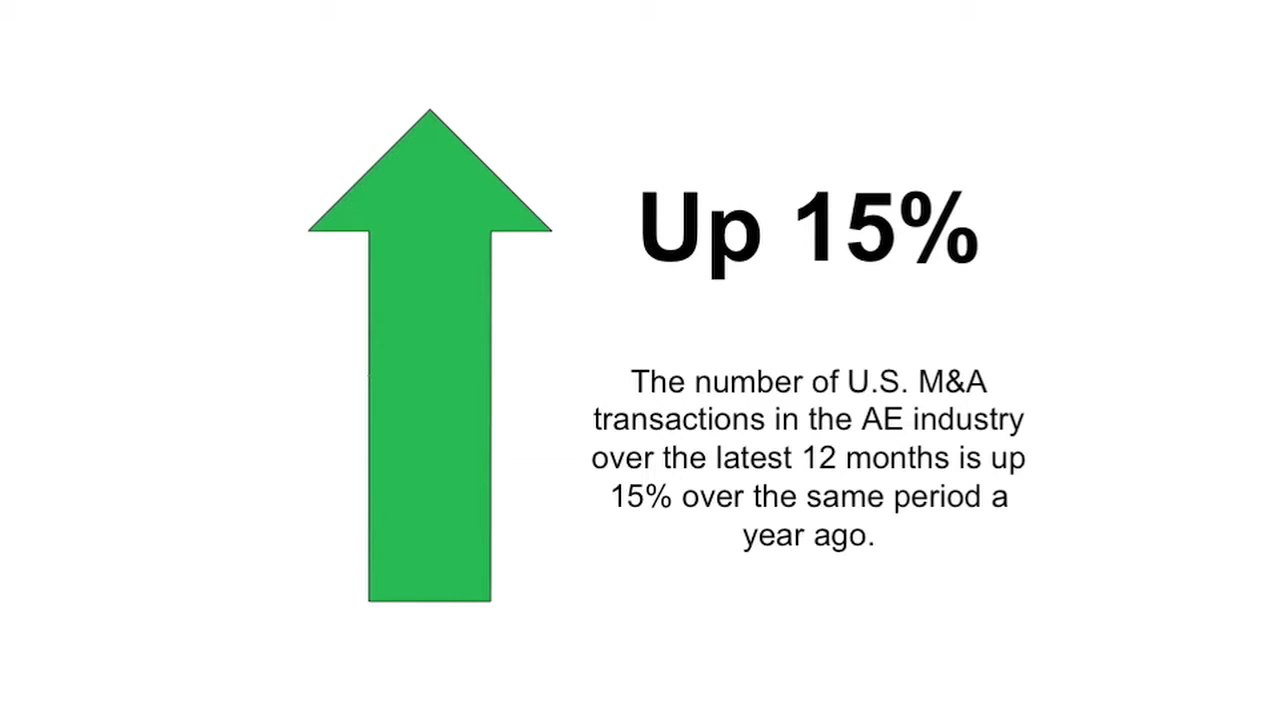 Up 15%
The number of U.S. M&A
transactions in the AE industry
over the latest 12 months is up
15% over the same period a
year ago.